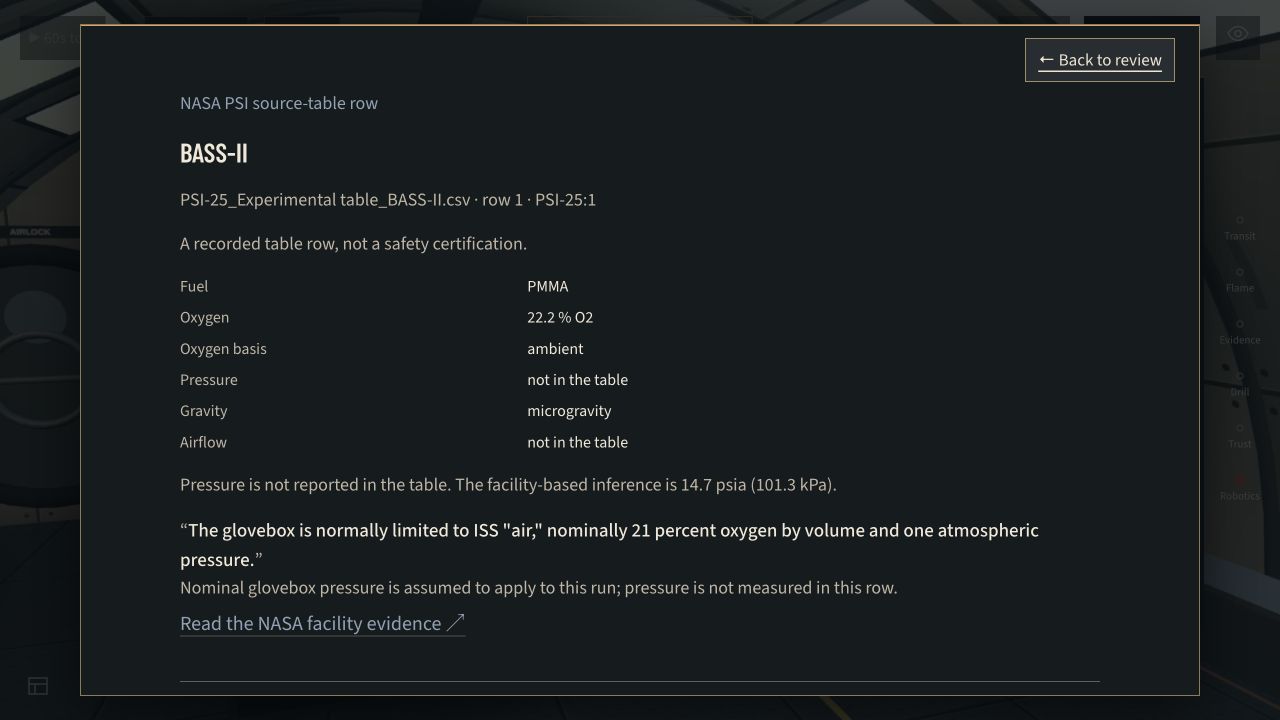 ▶ 60s to
← Back to review
NASA PSI source-table row
BASS-II
PSI-25_Experimental table_BASS-II.csv · row 1 · PSI-25:1
A recorded table row, not a safety certification.
Fuel PMMA
Oxygen 22.2 % O2
Oxygen basis ambient
Pressure not in the table
Gravity microgravity
Airflow not in the table
Pressure is not reported in the table. The facility-based inference is 14.7 psia (101.3 kPa).
“The glovebox is normally limited to ISS "air," nominally 21 percent oxygen by volume and one atmospheric
pressure.”
Nominal glovebox pressure is assumed to apply to this run; pressure is not measured in this row.
Read the NASA facility evidence ↗
AIRLOCK
Transit
Flame
Evidence
Drill
Trust
Robotics